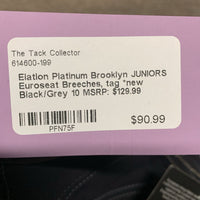 The Tack Collector
614600-199
Elation Platinum Brooklyn JUNIORS
Euroseat Breeches, tag *new
Black/Grey 10 MSRP: $129.99
PFN75F
$90.99